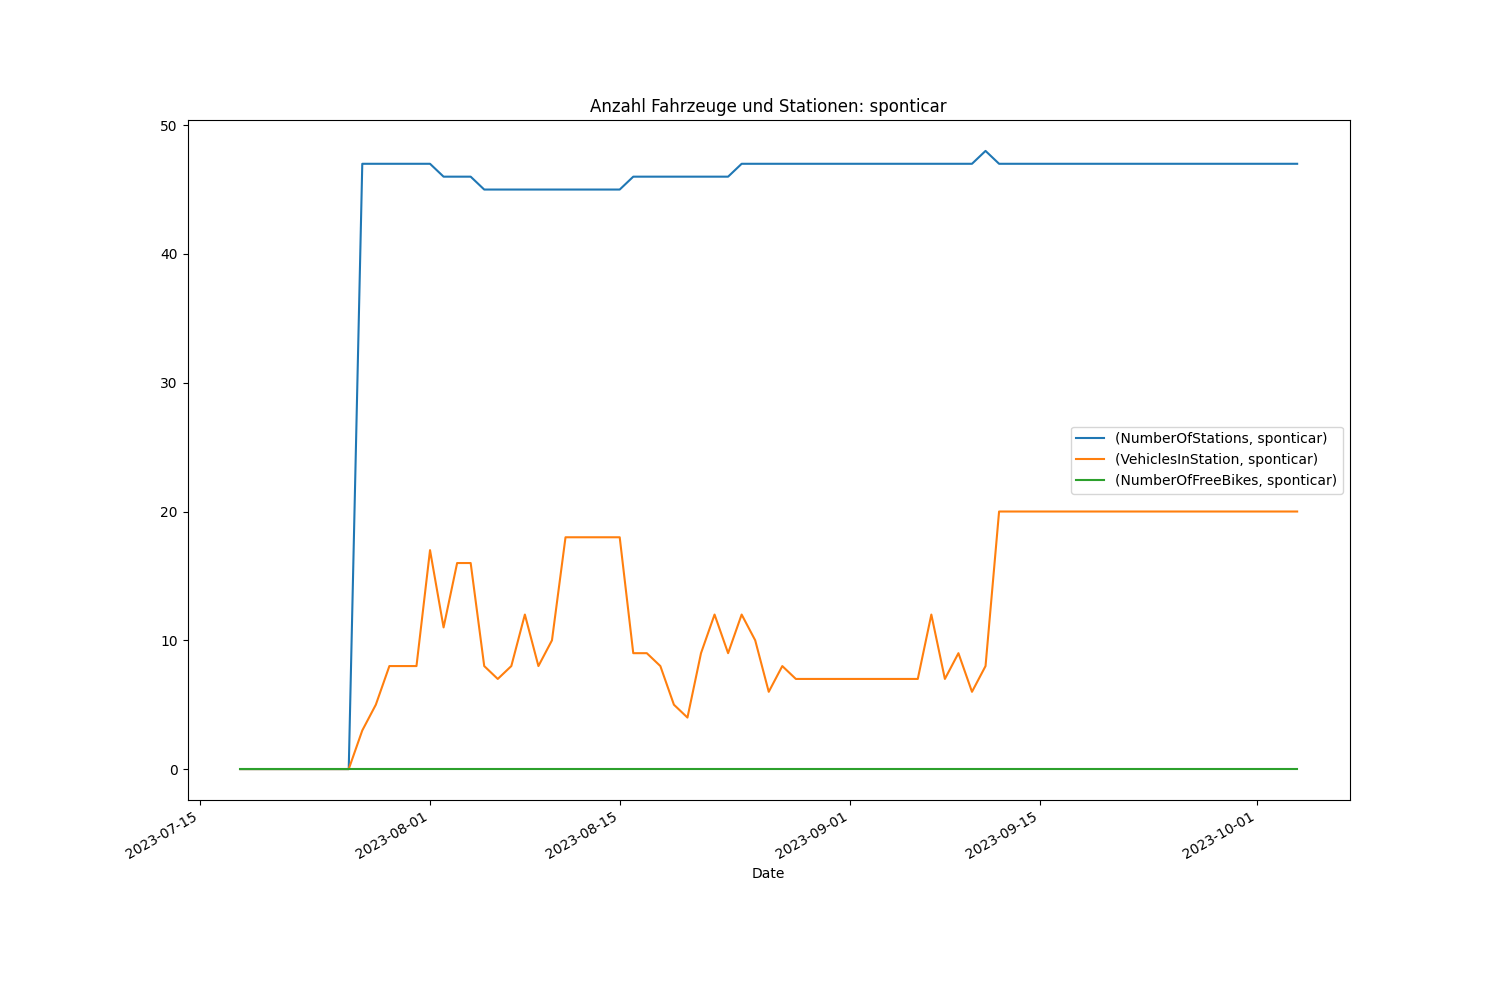 Anzahl Fahrzeuge und Stationen: sponticar
50
40
30
20
10
0
(NumberOfStations, sponticar)
(VehiclesInStation, sponticar)
(NumberOfFreeBikes, sponticar)
2023-07-15
2023-08-01
2023-08-15
2023-09-01
2023-09-15
2023-10-01
Date